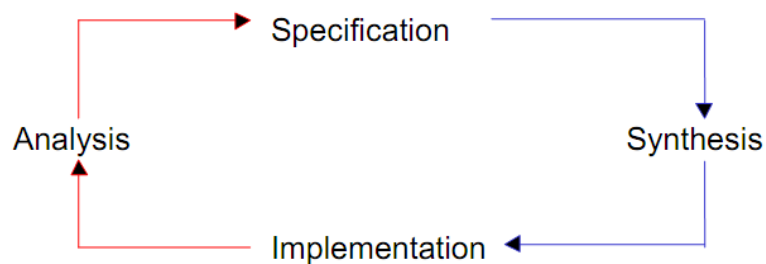 Specification
Analysis
Synthesis
Implementation